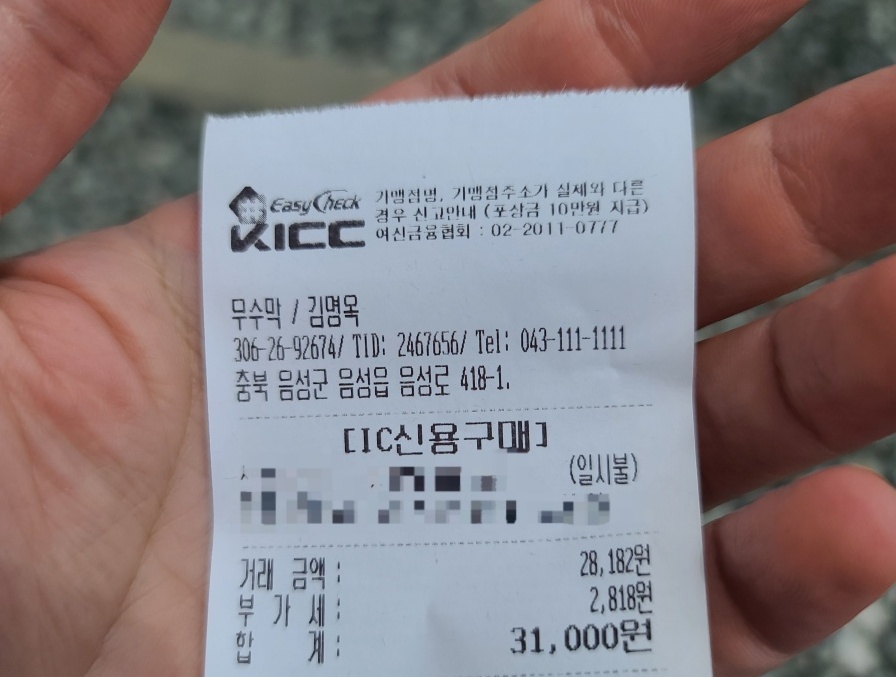 EasyCheck
KICC
가맹점명, 가맹점주소가 실제와 다른
경우 신고안내 (포상금 10만원 지급)
여신금융협회 : 02-2011-0777
무수막 / 김명옥
306-26-92674/ TID: 2467656/ Tel: 043-111-1111
충북 음성군 음성읍 음성로 418-1.
[IC신용구매]
(일시불)
거래 금액 : 28,182원
부 가 세 : 2,818원
합 계 : 31,000원